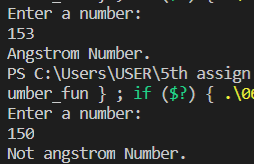 Enter a number:
153
Angstrom Number.
PS C:\Users\USER\5th assign
umber_fun } ; if ($?) { .\
Enter a number:
150
Not angstrom Number.